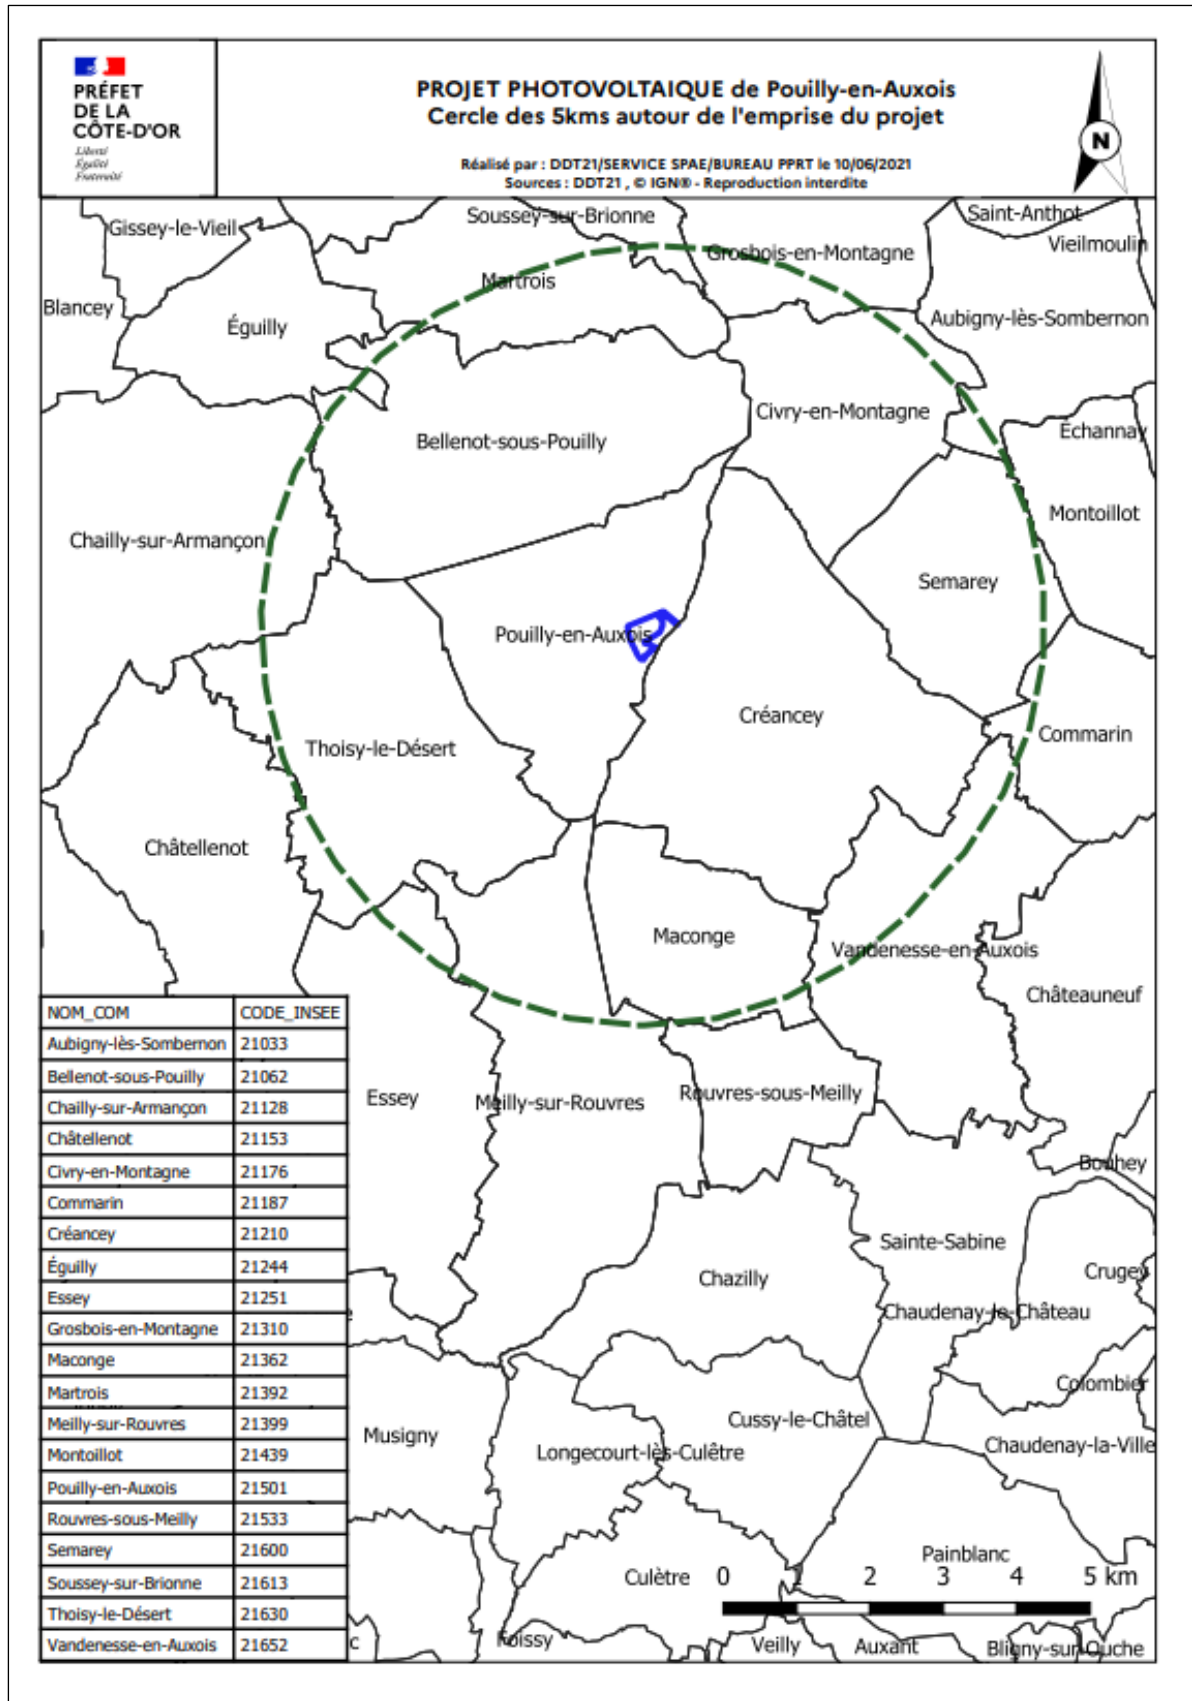 PRÉFET
DE LA
CÔTE-D'OR
Liberté
Égalité
Fraternité
PROJET PHOTOVOLTAIQUE de Pouilly-en-Auxois
Cercle des 5kms autour de l'emprise du projet
Réalisé par : DDT21/SERVICE SPAE/BUREAU PPRT le 10/06/2021
Sources : DDT21 , © IGN® - Reproduction interdite
N
Gissey-le-Vieil
Soussey-sur-Brionne
Saint-Anthot
Vieilmoulin
Grosbois-en-Montagne
Martrois
Blancey
Éguilly
Aubigny-lès-Sombernon
Civry-en-Montagne
Échannay
Bellenot-sous-Pouilly
Montoillot
Chailly-sur-Armançon
Semarey
Pouilly-en-Auxois
Créancey
Commarin
Thoisy-le-Désert
Châtellenot
Maconge
Vandenesse-en-Auxois
Châteauneuf
Essey
Meilly-sur-Rouvres
Rouvres-sous-Meilly
Bouhey
Sainte-Sabine
Chazilly
Crugey
Chaudenay-le-Château
Colombier
Cussy-le-Châtel
Musigny
Longecourt-lès-Culêtre
Chaudenay-la-Ville
Painblanc
Culètre
0 1 2 3 4 5 km
Foissy
Veilly
Auxant
Bligny-sur-Ouche
NOM_COM CODE_INSEE
Aubigny-lès-Sombernon 21033
Bellenot-sous-Pouilly 21062
Chailly-sur-Armançon 21128
Châtellenot 21153
Civry-en-Montagne 21176
Commarin 21187
Créancey 21210
Éguilly 21244
Essey 21251
Grosbois-en-Montagne 21310
Maconge 21362
Martrois 21392
Meilly-sur-Rouvres 21399
Montoillot 21439
Pouilly-en-Auxois 21501
Rouvres-sous-Meilly 21533
Semarey 21600
Soussey-sur-Brionne 21613
Thoisy-le-Désert 21630
Vandenesse-en-Auxois 21652